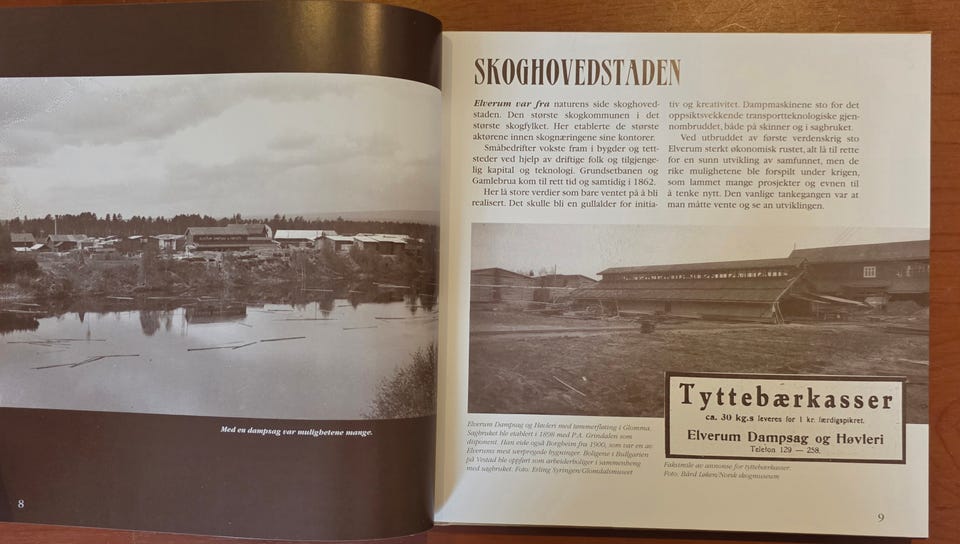 Med en dampsag var mulighetene mange.
8
SKOGHOVEDSTADEN
Elverum var fra naturens side skoghoved-
staden. Den største skogkommunen i det
største skogfylket. Her etablerte de største
aktørene innen skognæringene sine kontorer.
Småbedrifter vokste fram i bygder og tett-
steder ved hjelp av driftige folk og tilgjenge-
lig kapital og teknologi. Grundsetbanen og
Gamlebrua kom til rett tid og samtidig i 1862.
Her lå store verdier som bare ventet på å bli
realisert. Det skulle bli en gullalder for initia-
tiv og kreativitet. Dampmaskinene sto for det
oppsiktsvekkende transportteknologiske gjen-
nombruddet, både på skinner og i sagbruket.
Ved utbruddet av første verdenskrig sto
Elverum sterkt økonomisk rustet, alt lå til rette
for en sunn utvikling av samfunnet, men de
rike mulighetene ble forspilt under krigen,
som lammet mange prosjekter og evnen til
å tenke nytt. Den vanlige tankegangen var at
man måtte vente og se an utviklingen.
Tyttebærkasser
ca. 30 kg.s leveres for 1 kr. færdigspikret.
Elverum Dampsag og Høvleri
Telefon 129 — 258.
Elverum Dampsag og Høvleri med tømmerfløting i Glomma.
Sagbruket ble etablert i 1898 med P.A. Grindalen som
disponent. Han eide også Borgheim fra 1900, som var en av
Elverums mest særpregede bygninger. Boligene i Bullgarden
på Vestad ble oppført som arbeiderboliger i sammenheng
med sagbruket. Foto: Erling Syringen/Glomdalsmuseet
Faksimile av annonse for tyttebærkasser.
Foto: Bård Løken/Norsk skogmuseum
9